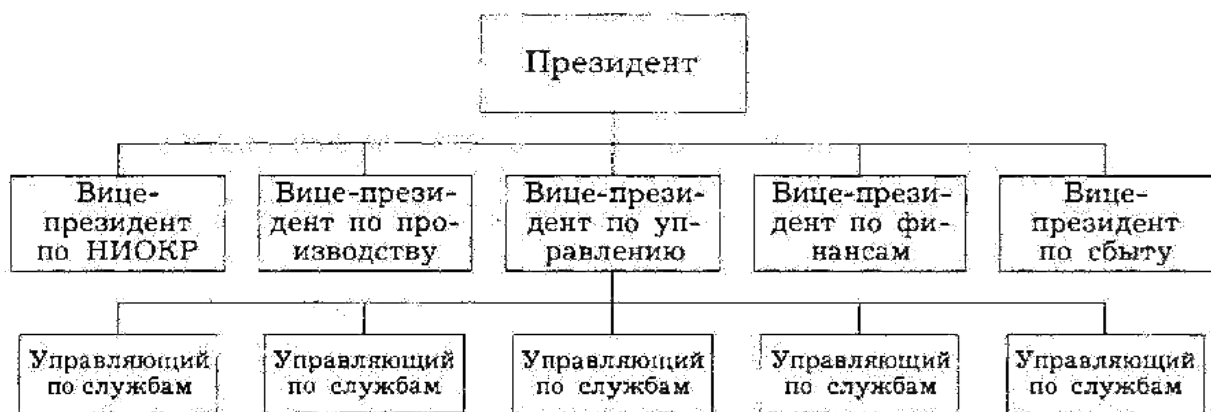 Президент
Вице-
президент
по НИОКР
Вице-прези-
дент по про-
изводству
Вице-прези-
дент по уп-
равлению
Вице-прези-
дент по фи-
нансам
Вице-
президент
по сбыту
Управляющий
по службам
Управляющий
по службам
Управляющий
по службам
Управляющий
по службам
Управляющий
по службам